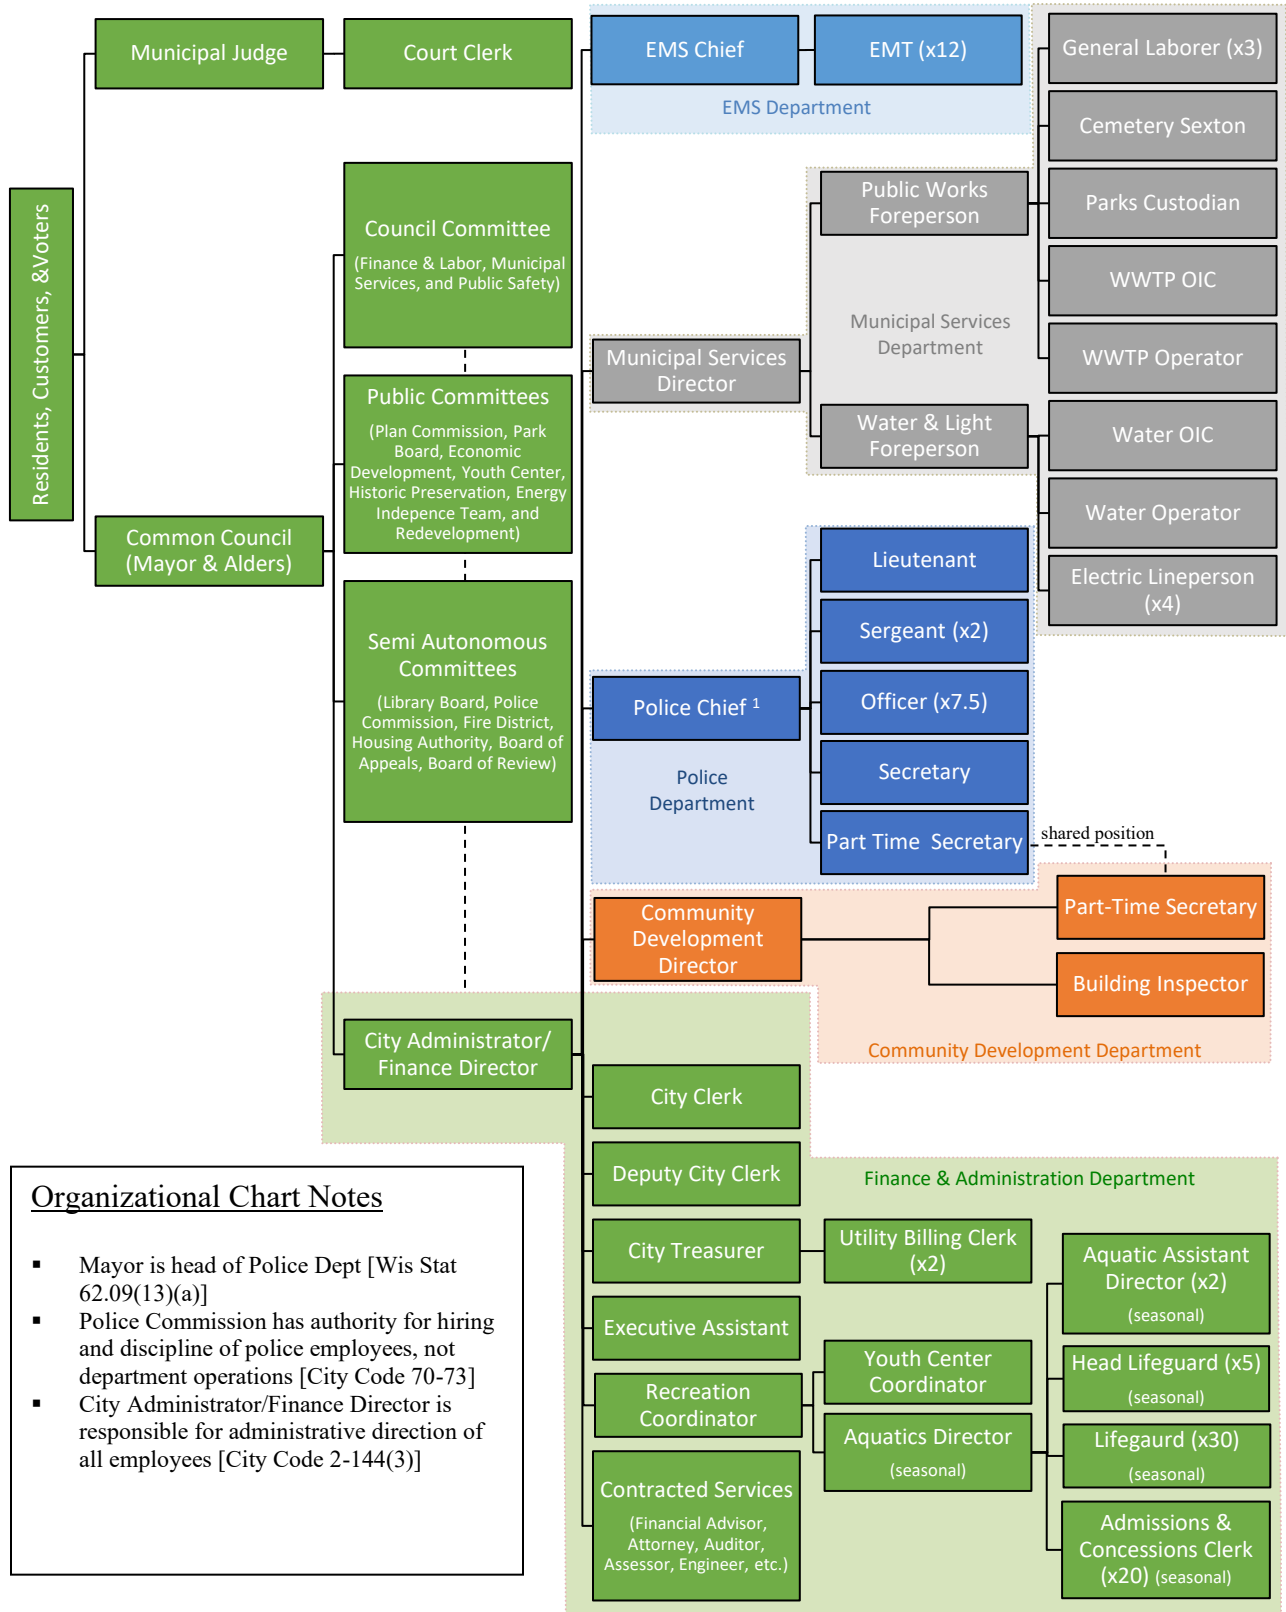 Residents, Customers, &Voters
Municipal Judge
Court Clerk
Common Council
(Mayor & Alders)
Council Committee
(Finance & Labor, Municipal
Services, and Public Safety)
Public Committees
(Plan Commission, Park
Board, Economic
Development, Youth Center,
Historic Preservation, Energy
Indepence Team, and
Redevelopment)
Semi Autonomous
Committees
(Library Board, Police
Commission, Fire District,
Housing Authority, Board of
Appeals, Board of Review)
City Administrator/
Finance Director
EMS Chief
EMT (x12)
EMS Department
Municipal Services
Director
Public Works
Foreperson
Municipal Services
Department
Water & Light
Foreperson
General Laborer (x3)
Cemetery Sexton
Parks Custodian
WWTP OIC
WWTP Operator
Water OIC
Water Operator
Electric Lineperson
(x4)
Police Chief 1
Police
Department
Lieutenant
Sergeant (x2)
Officer (x7.5)
Secretary
Part Time Secretary
shared position
Community
Development
Director
Part-Time Secretary
Building Inspector
Community Development Department
City Clerk
Deputy City Clerk
Finance & Administration Department
City Treasurer
Utility Billing Clerk
(x2)
Executive Assistant
Recreation
Coordinator
Youth Center
Coordinator
Aquatics Director
(seasonal)
Aquatic Assistant
Director (x2)
(seasonal)
Head Lifeguard (x5)
(seasonal)
Lifegaurd (x30)
(seasonal)
Admissions &
Concessions Clerk
(x20) (seasonal)
Contracted Services
(Financial Advisor,
Attorney, Auditor,
Assessor, Engineer, etc.)
Organizational Chart Notes
▪ Mayor is head of Police Dept [Wis Stat
62.09(13)(a)]
▪ Police Commission has authority for hiring
and discipline of police employees, not
department operations [City Code 70-73]
▪ City Administrator/Finance Director is
responsible for administrative direction of
all employees [City Code 2-144(3)]